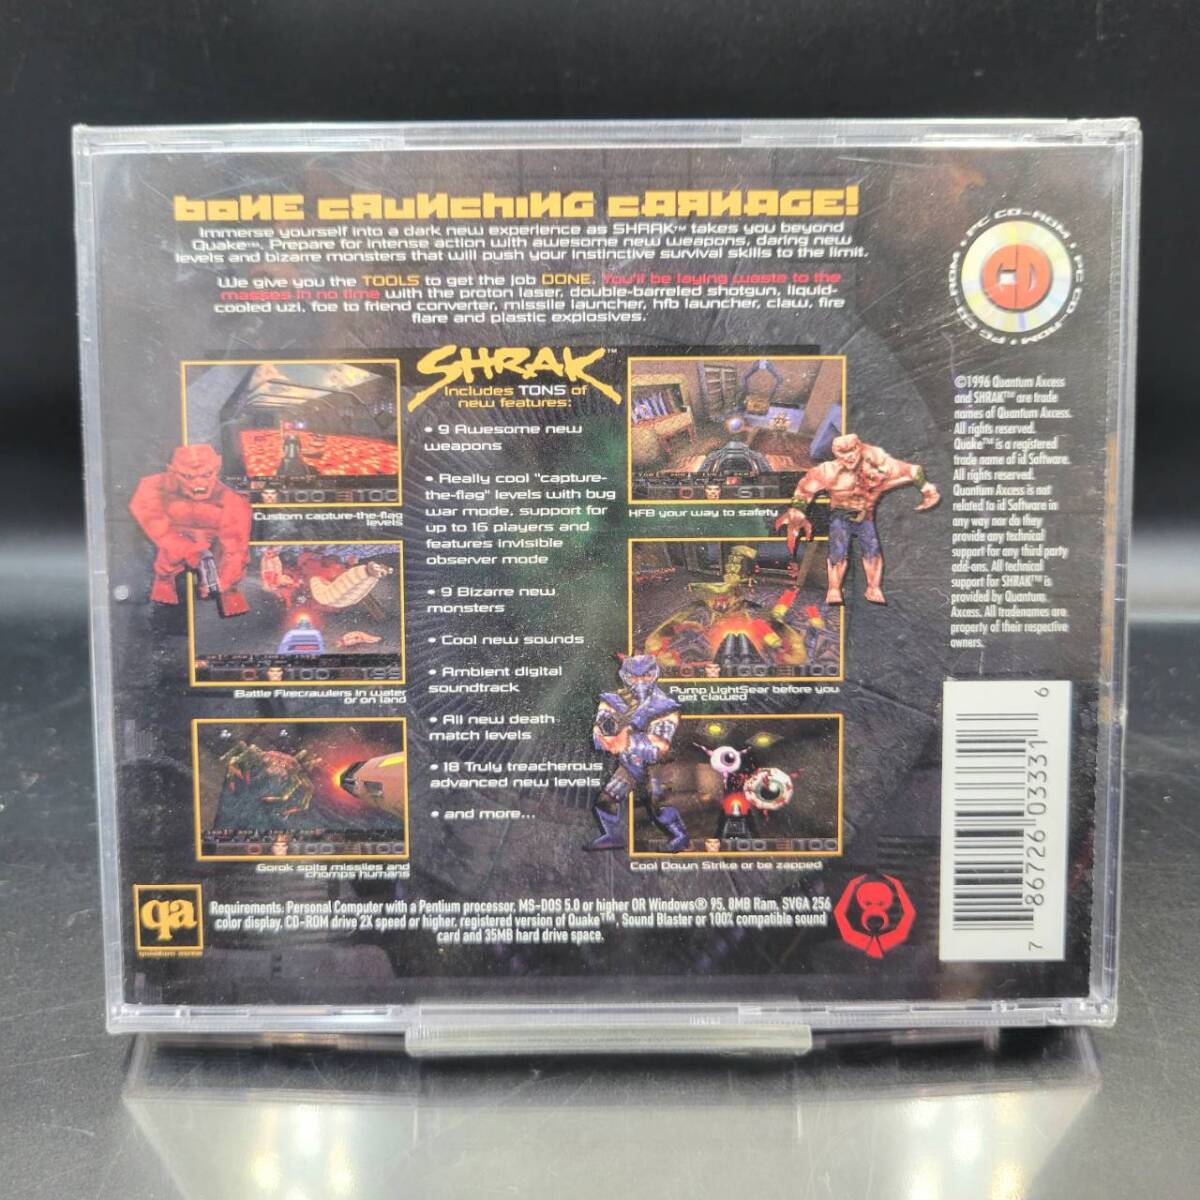 BONE CRUNCHING CARNAGE!
Immerse yourself into a dark new experience as SHRAK™ takes you beyond
Quake™. Prepare for intense action with awesome new weapons, daring new
levels and bizarre monsters that will push your instinctive survival skills to the limit.
We give you the TOOLS to get the job DONE. You'll be laying waste to the
masses in no time with the proton laser, double-barreled shotgun, liquid-
cooled uzi, foe to friend converter, missile launcher, hfb launcher, claw, fire
flare and plastic explosives.
SHRAK™
Includes TONS of
new features:
• 9 Awesome new
weapons
• Really cool "capture-
the-flag" levels with bug
war mode, support for
up to 16 players and
features invisible
observer mode
• 9 Bizarre new
monsters
• Cool new sounds
• Ambient digital
soundtrack
• All new death
match levels
• 18 Truly treacherous
advanced new levels
• and more...
Custom capture-the-flag
levels
Battle Firecrawlers in water
or on land
Gorok spits missiles and
chomps humans
HFB your way to safety
Pump LightSear before you
get clawed
Cool Down Strike or be zapped
PC CD-ROM • PC CD-ROM • PC CD-ROM •
CD
©1996 Quantum Axcess
and SHRAK™ are trade
names of Quantum Axcess.
All rights reserved.
Quake™ is a registered
trade name of id Software.
All rights reserved.
Quantum Axcess is not
related to id Software in
any way nor do they
provide any technical
support for any third party
add-ons. All technical
support for SHRAK™ is
provided by Quantum
Axcess. All tradenames are
property of their respective
owners.
qa
quantum axcess
Requirements: Personal Computer with a Pentium processor, MS-DOS 5.0 or higher OR Windows® 95, 8MB Ram, SVGA 256
color display, CD-ROM drive 2X speed or higher, registered version of Quake™, Sound Blaster or 100% compatible sound
card and 35MB hard drive space.
7 86726 03331 6